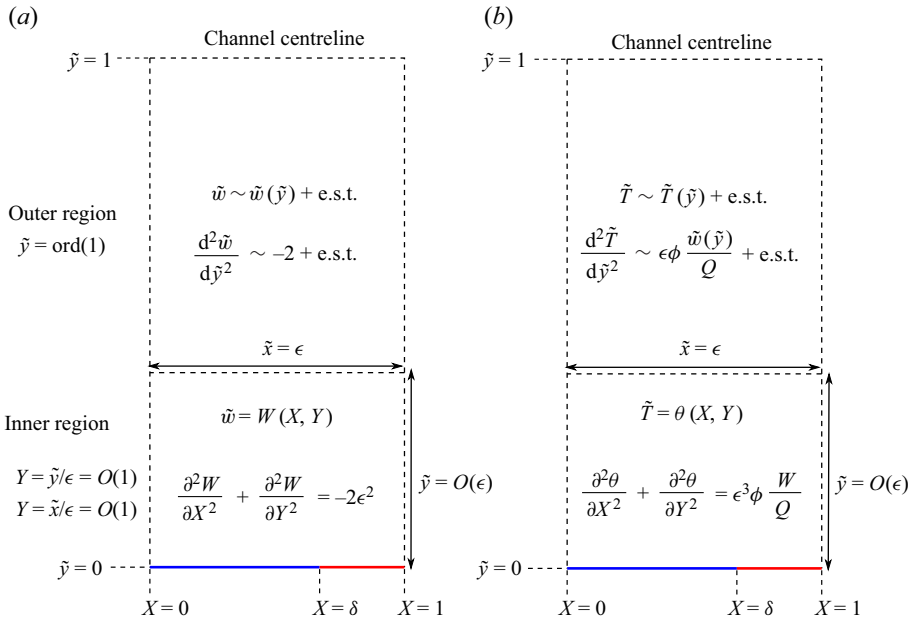 (a)
Channel centreline
ỹ = 1
Outer region
ỹ = ord(1)
w̃ ~ w̃(ỹ) + e.s.t.
d²w̃/dỹ² ~ –2 + e.s.t.
x̃ = ϵ
Inner region
w̃ = W (X, Y)
Y = ỹ/ϵ = O(1)
Y = x̃/ϵ = O(1)
∂²W/∂X² + ∂²W/∂Y² = –2ϵ²
ỹ = O(ϵ)
ỹ = 0
X = 0
X = δ
X = 1
(b)
Channel centreline
ỹ = 1
T̃ ~ T̃ (ỹ) + e.s.t.
d²T̃/dỹ² ~ ϵϕ w̃(ỹ)/Q + e.s.t.
x̃ = ϵ
T̃ = θ (X, Y)
∂²θ/∂X² + ∂²θ/∂Y² = ϵ³ϕ W/Q
ỹ = O(ϵ)
ỹ = 0
X = 0
X = δ
X = 1